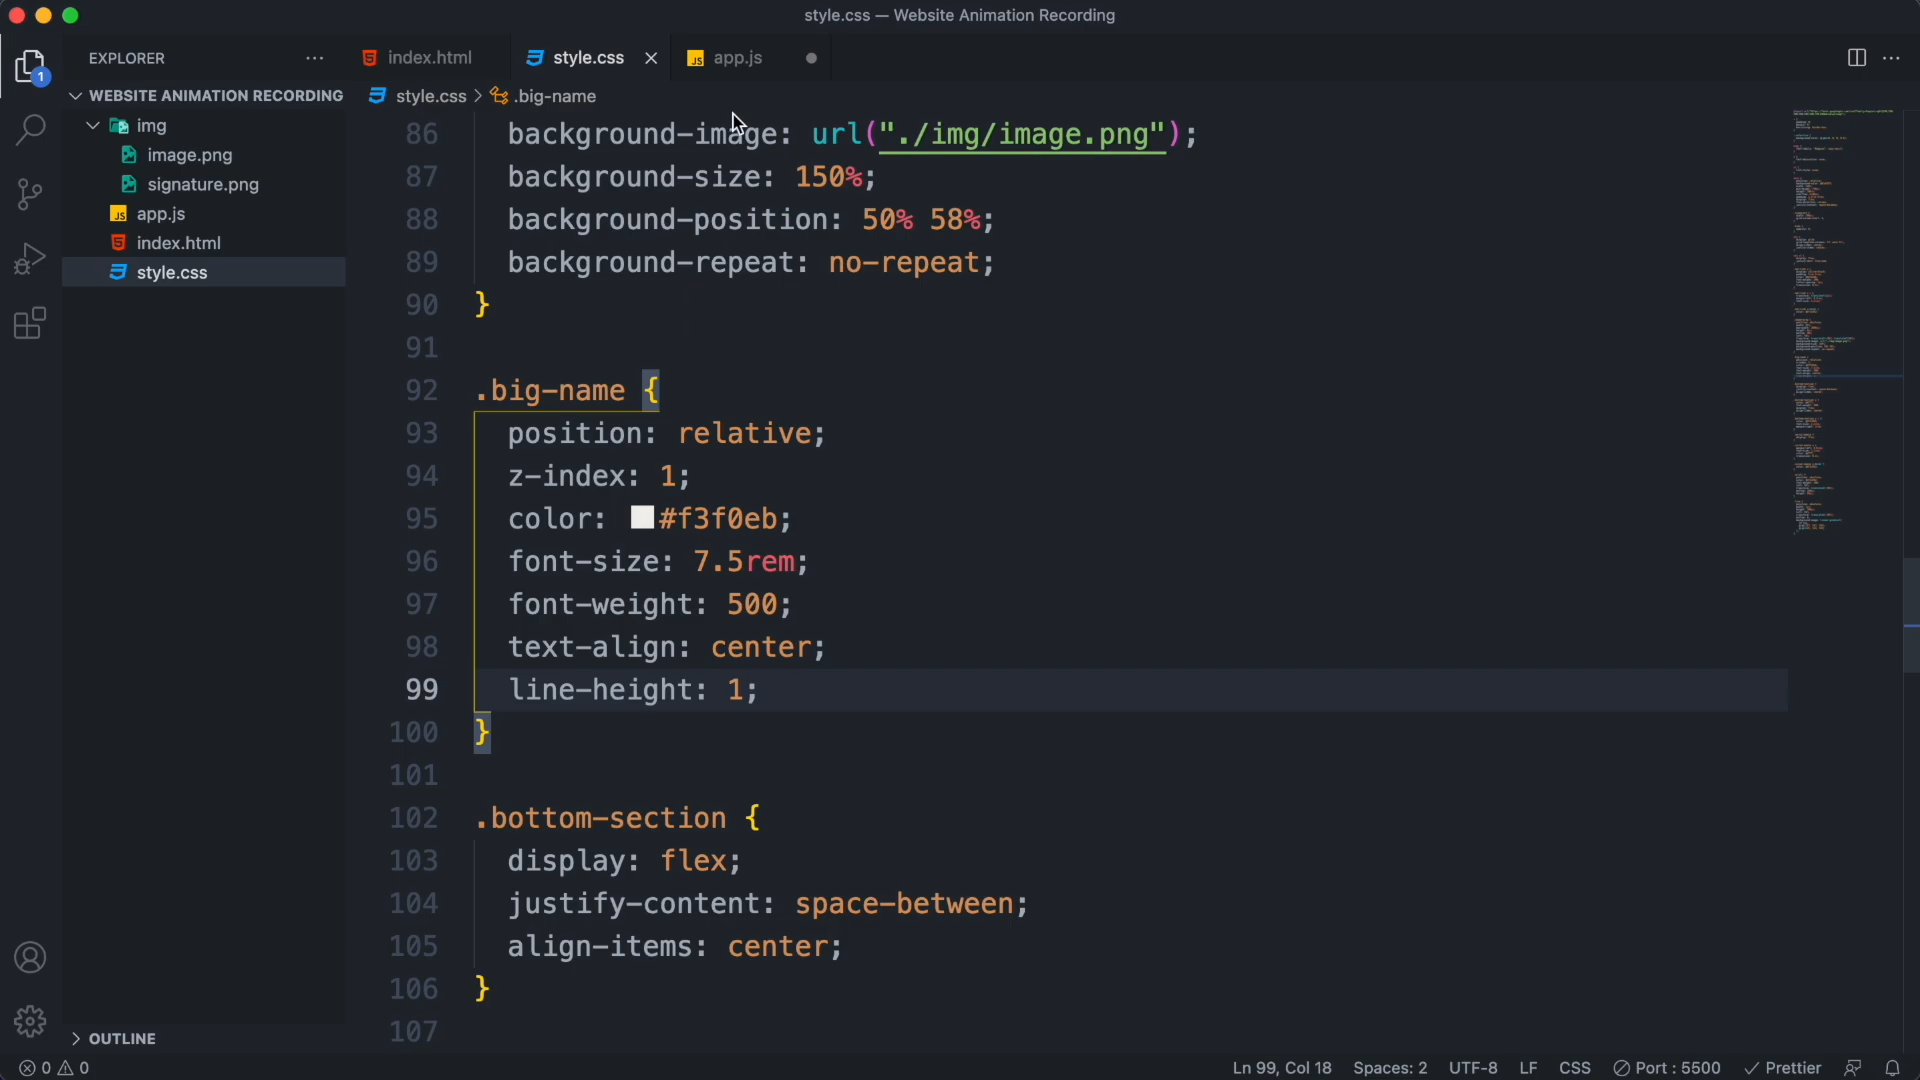 style.css — Website Animation Recording
EXPLORER
index.html
style.css
app.js
1
WEBSITE ANIMATION RECORDING
style.css > .big-name
img
image.png
signature.png
app.js
index.html
style.css
86 background-image: url("./img/image.png");
87 background-size: 150%;
88 background-position: 50% 58%;
89 background-repeat: no-repeat;
90 }
91
92 .big-name {
93 position: relative;
94 z-index: 1;
95 color: #f3f0eb;
96 font-size: 7.5rem;
97 font-weight: 500;
98 text-align: center;
99 line-height: 1;
100 }
101
102 .bottom-section {
103 display: flex;
104 justify-content: space-between;
105 align-items: center;
106 }
107
OUTLINE
0 0
Ln 99, Col 18 Spaces: 2 UTF-8 LF CSS Port : 5500 Prettier